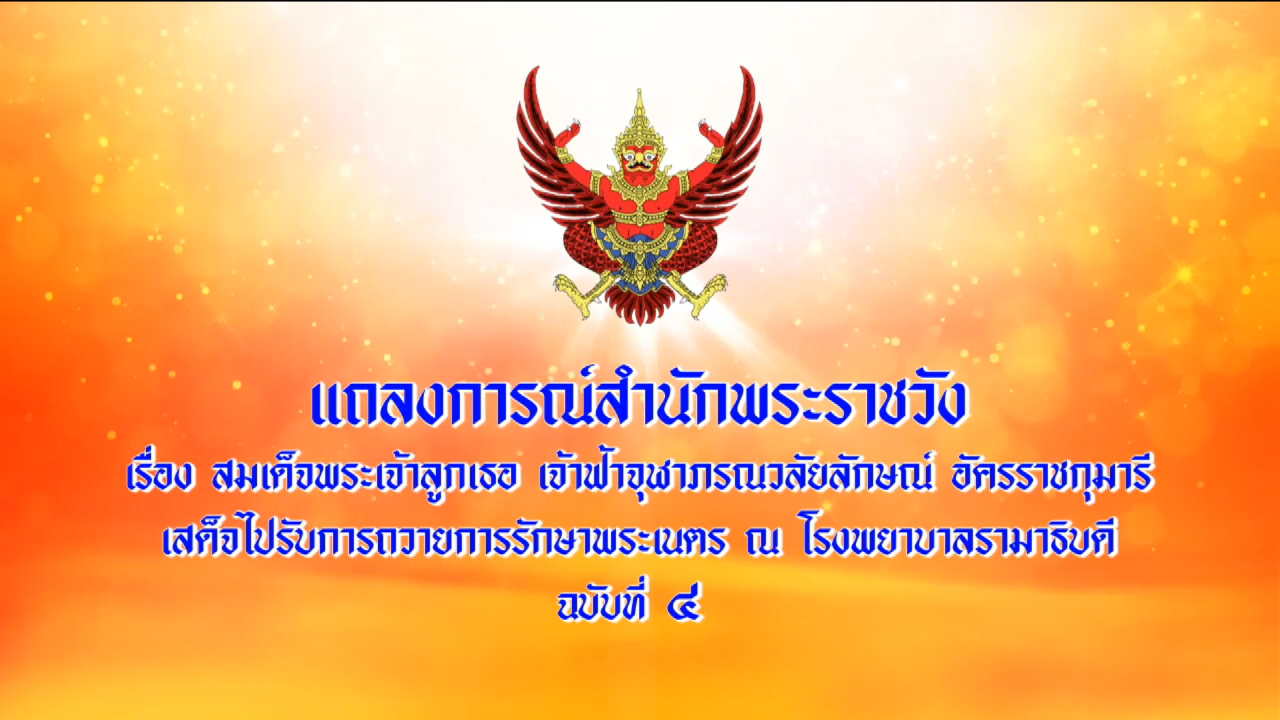 แถลงการณ์สำนักพระราชวัง
เรื่อง สมเด็จพระเจ้าลูกเธอ เจ้าฟ้าจุฬาภรณวลัยลักษณ์ อัครราชกุมารี
เสด็จไปรับการถวายการรักษาพระเนตร ณ โรงพยาบาลรามาธิบดี
ฉบับที่ ๔